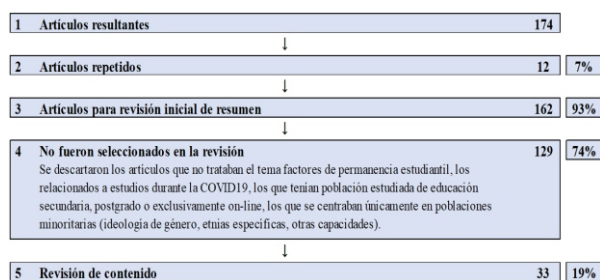 1 Artículos resultantes 174
↓
2 Artículos repetidos 12 7%
↓
3 Artículos para revisión inicial de resumen 162 93%
↓
4 No fueron seleccionados en la revisión 129 74%
Se descartaron los artículos que no trataban el tema factores de permanencia estudiantil, los
relacionados a estudios durante la COVID19, los que tenian población estudiada de educación
secundaria, postgrado o exclusivamente on-line, los que se centraban únicamente en poblaciones
minoritarias (ideología de género, etnias específicas, otras capacidades).
↓
5 Revisión de contenido 33 19%